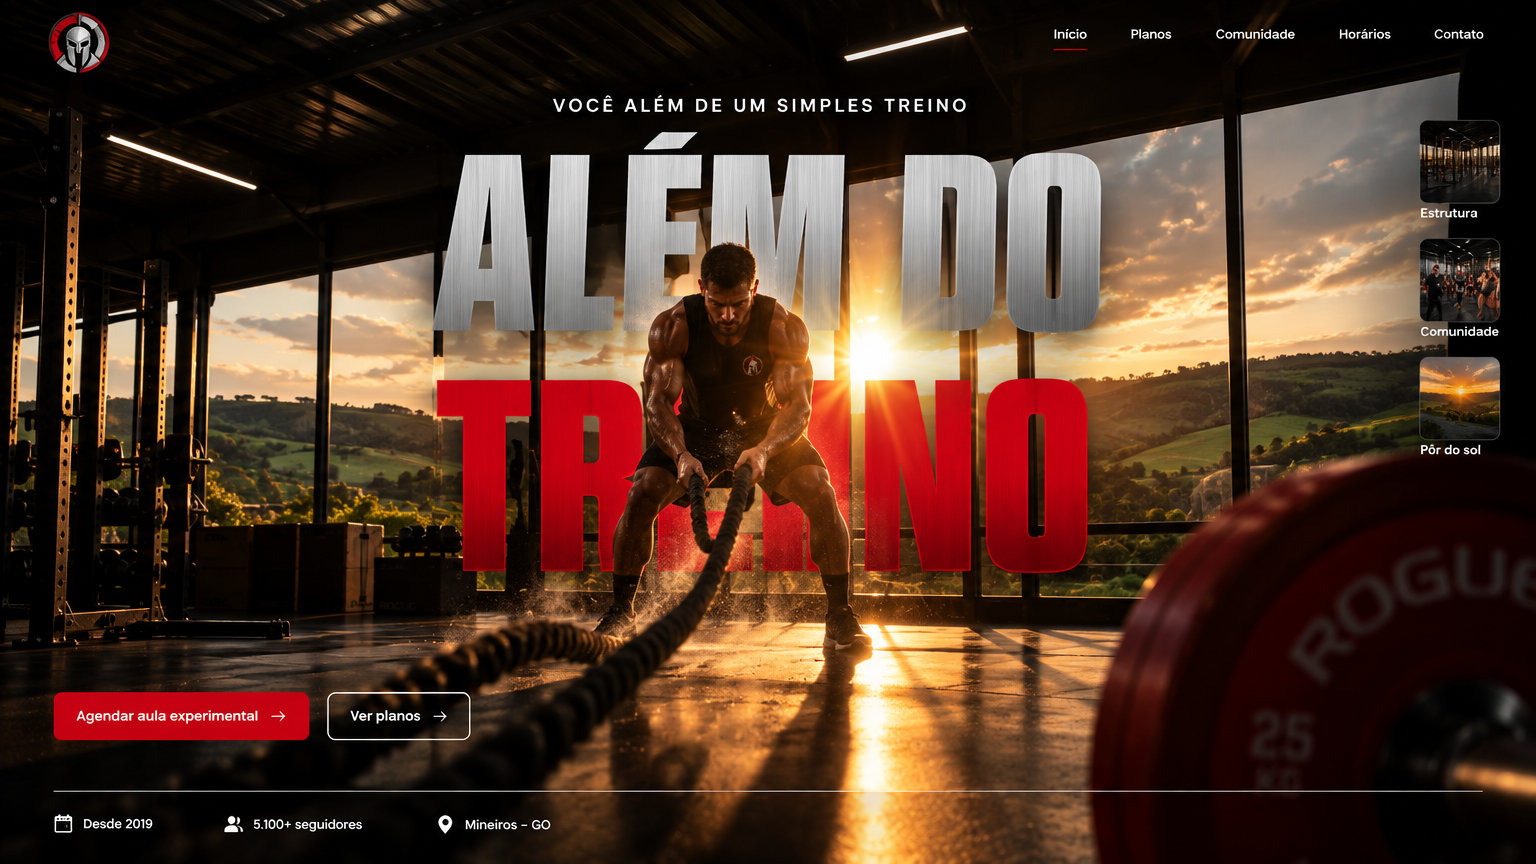 Início Planos Comunidade Horários Contato
VOCÊ ALÉM DE UM SIMPLES TREINO
ALÉM DO
TREINO
Estrutura
Comunidade
Pôr do sol
ROGUE
25
KG
Agendar aula experimental →
Ver planos →
Desde 2019
5.100+ seguidores
Mineiros – GO